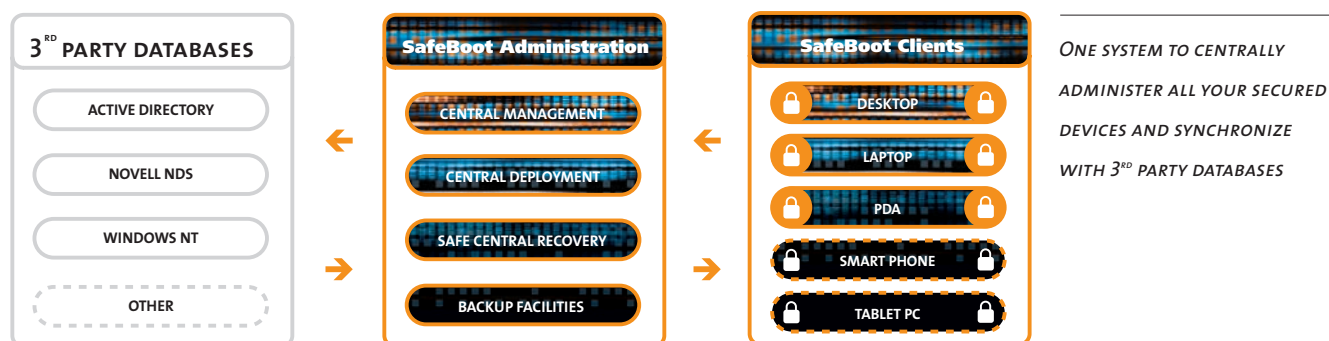 3RD PARTY DATABASES
ACTIVE DIRECTORY
NOVELL NDS
WINDOWS NT
OTHER
SafeBoot Administration
CENTRAL MANAGEMENT
CENTRAL DEPLOYMENT
SAFE CENTRAL RECOVERY
BACKUP FACILITIES
SafeBoot Clients
DESKTOP
LAPTOP
PDA
SMART PHONE
TABLET PC
ONE SYSTEM TO CENTRALLY
ADMINISTER ALL YOUR SECURED
DEVICES AND SYNCHRONIZE
WITH 3RD PARTY DATABASES